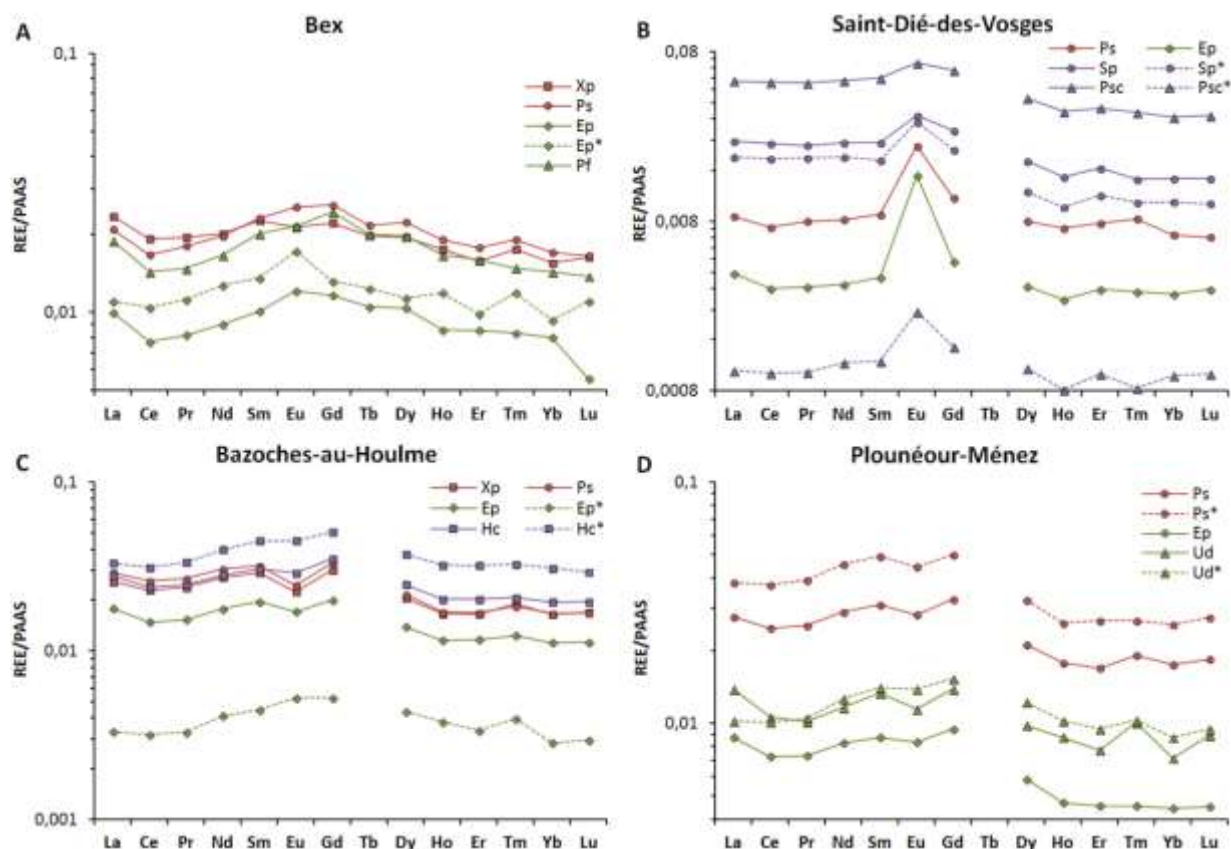 A
Bex
0,1
0,01
REE/PAAS
Xp
Ps
Ep
Ep*
Pf
La Ce Pr Nd Sm Eu Gd Tb Dy Ho Er Tm Yb Lu
B
Saint-Dié-des-Vosges
0,08
0,008
0,0008
REE/PAAS
Ps Ep
Sp Sp*
Psc Psc*
La Ce Pr Nd Sm Eu Gd Tb Dy Ho Er Tm Yb Lu
C
Bazoches-au-Houlme
0,1
0,01
0,001
REE/PAAS
Xp Ps
Ep Ep*
Hc Hc*
La Ce Pr Nd Sm Eu Gd Tb Dy Ho Er Tm Yb Lu
D
Plounéour-Ménez
0,1
0,01
REE/PAAS
Ps
Ps*
Ep
Ud
Ud*
La Ce Pr Nd Sm Eu Gd Tb Dy Ho Er Tm Yb Lu